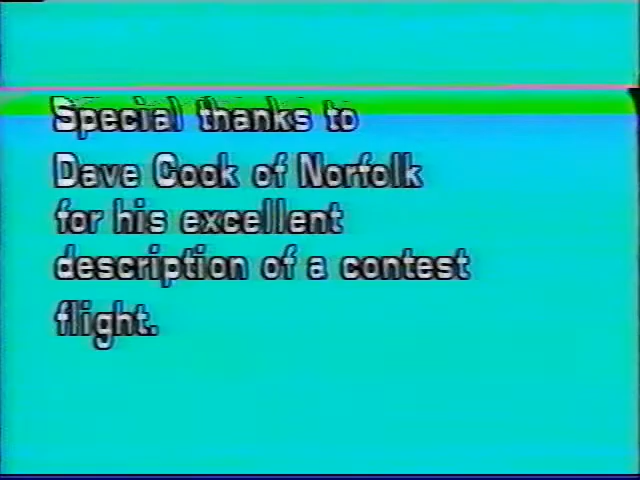 Special thanks to
Dave Cook of Norfolk
for his excellent
description of a contest
flight.